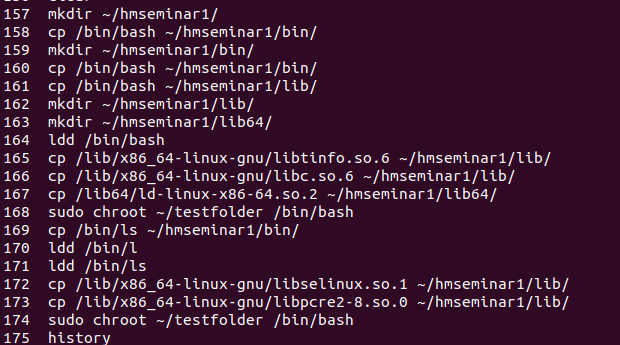 157 mkdir ~/hmseminar1/
158 cp /bin/bash ~/hmseminar1/bin/
159 mkdir ~/hmseminar1/bin/
160 cp /bin/bash ~/hmseminar1/bin/
161 cp /bin/bash ~/hmseminar1/lib/
162 mkdir ~/hmseminar1/lib/
163 mkdir ~/hmseminar1/lib64/
164 ldd /bin/bash
165 cp /lib/x86_64-linux-gnu/libtinfo.so.6 ~/hmseminar1/lib/
166 cp /lib/x86_64-linux-gnu/libc.so.6 ~/hmseminar1/lib/
167 cp /lib64/ld-linux-x86-64.so.2 ~/hmseminar1/lib64/
168 sudo chroot ~/testfolder /bin/bash
169 cp /bin/ls ~/hmseminar1/bin/
170 ldd /bin/l
171 ldd /bin/ls
172 cp /lib/x86_64-linux-gnu/libselinux.so.1 ~/hmseminar1/lib/
173 cp /lib/x86_64-linux-gnu/libpcre2-8.so.0 ~/hmseminar1/lib/
174 sudo chroot ~/testfolder /bin/bash
175 history